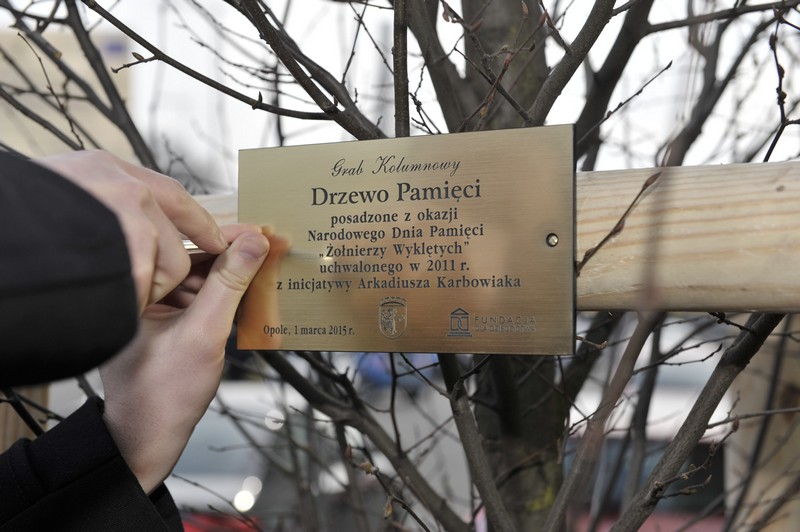 Grab Kolumnowy
Drzewo Pamięci
posadzone z okazji
Narodowego Dnia Pamięci
"Żołnierzy Wyklętych"
uchwalonego w 2011 r.
z inicjatywy Arkadiusza Karbowiaka
Opole, 1 marca 2015 r.
FUNDACJA